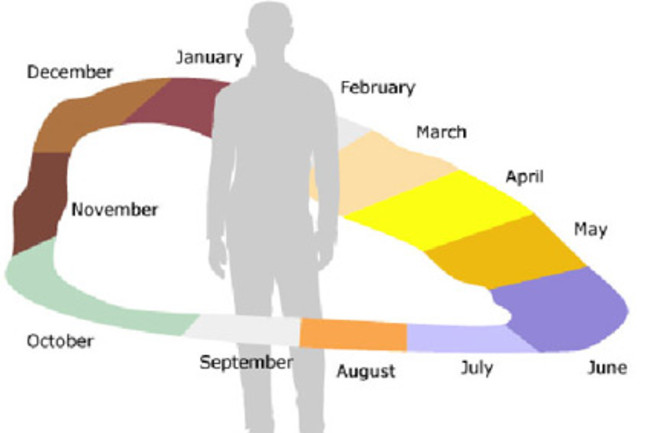 January
February
March
April
May
June
July
August
September
October
November
December